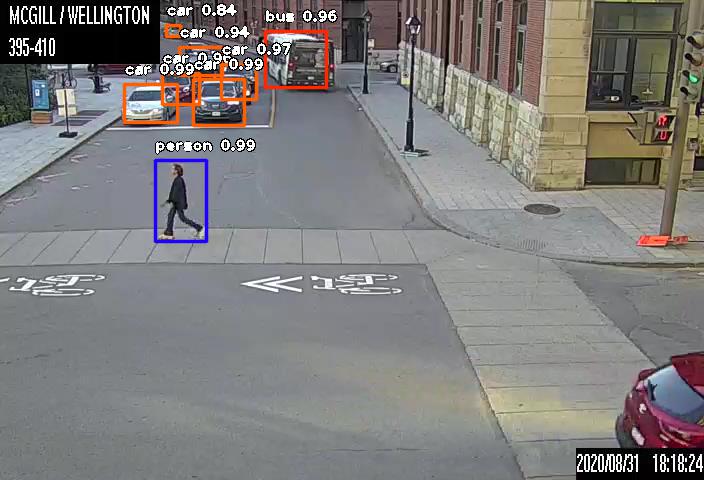 MCGILL / WELLINGTON
395-410
car 0.84
bus 0.96
car 0.94
car 0.97
car 0.99
car 0.99
person 0.99
2020/08/31 18:18:24